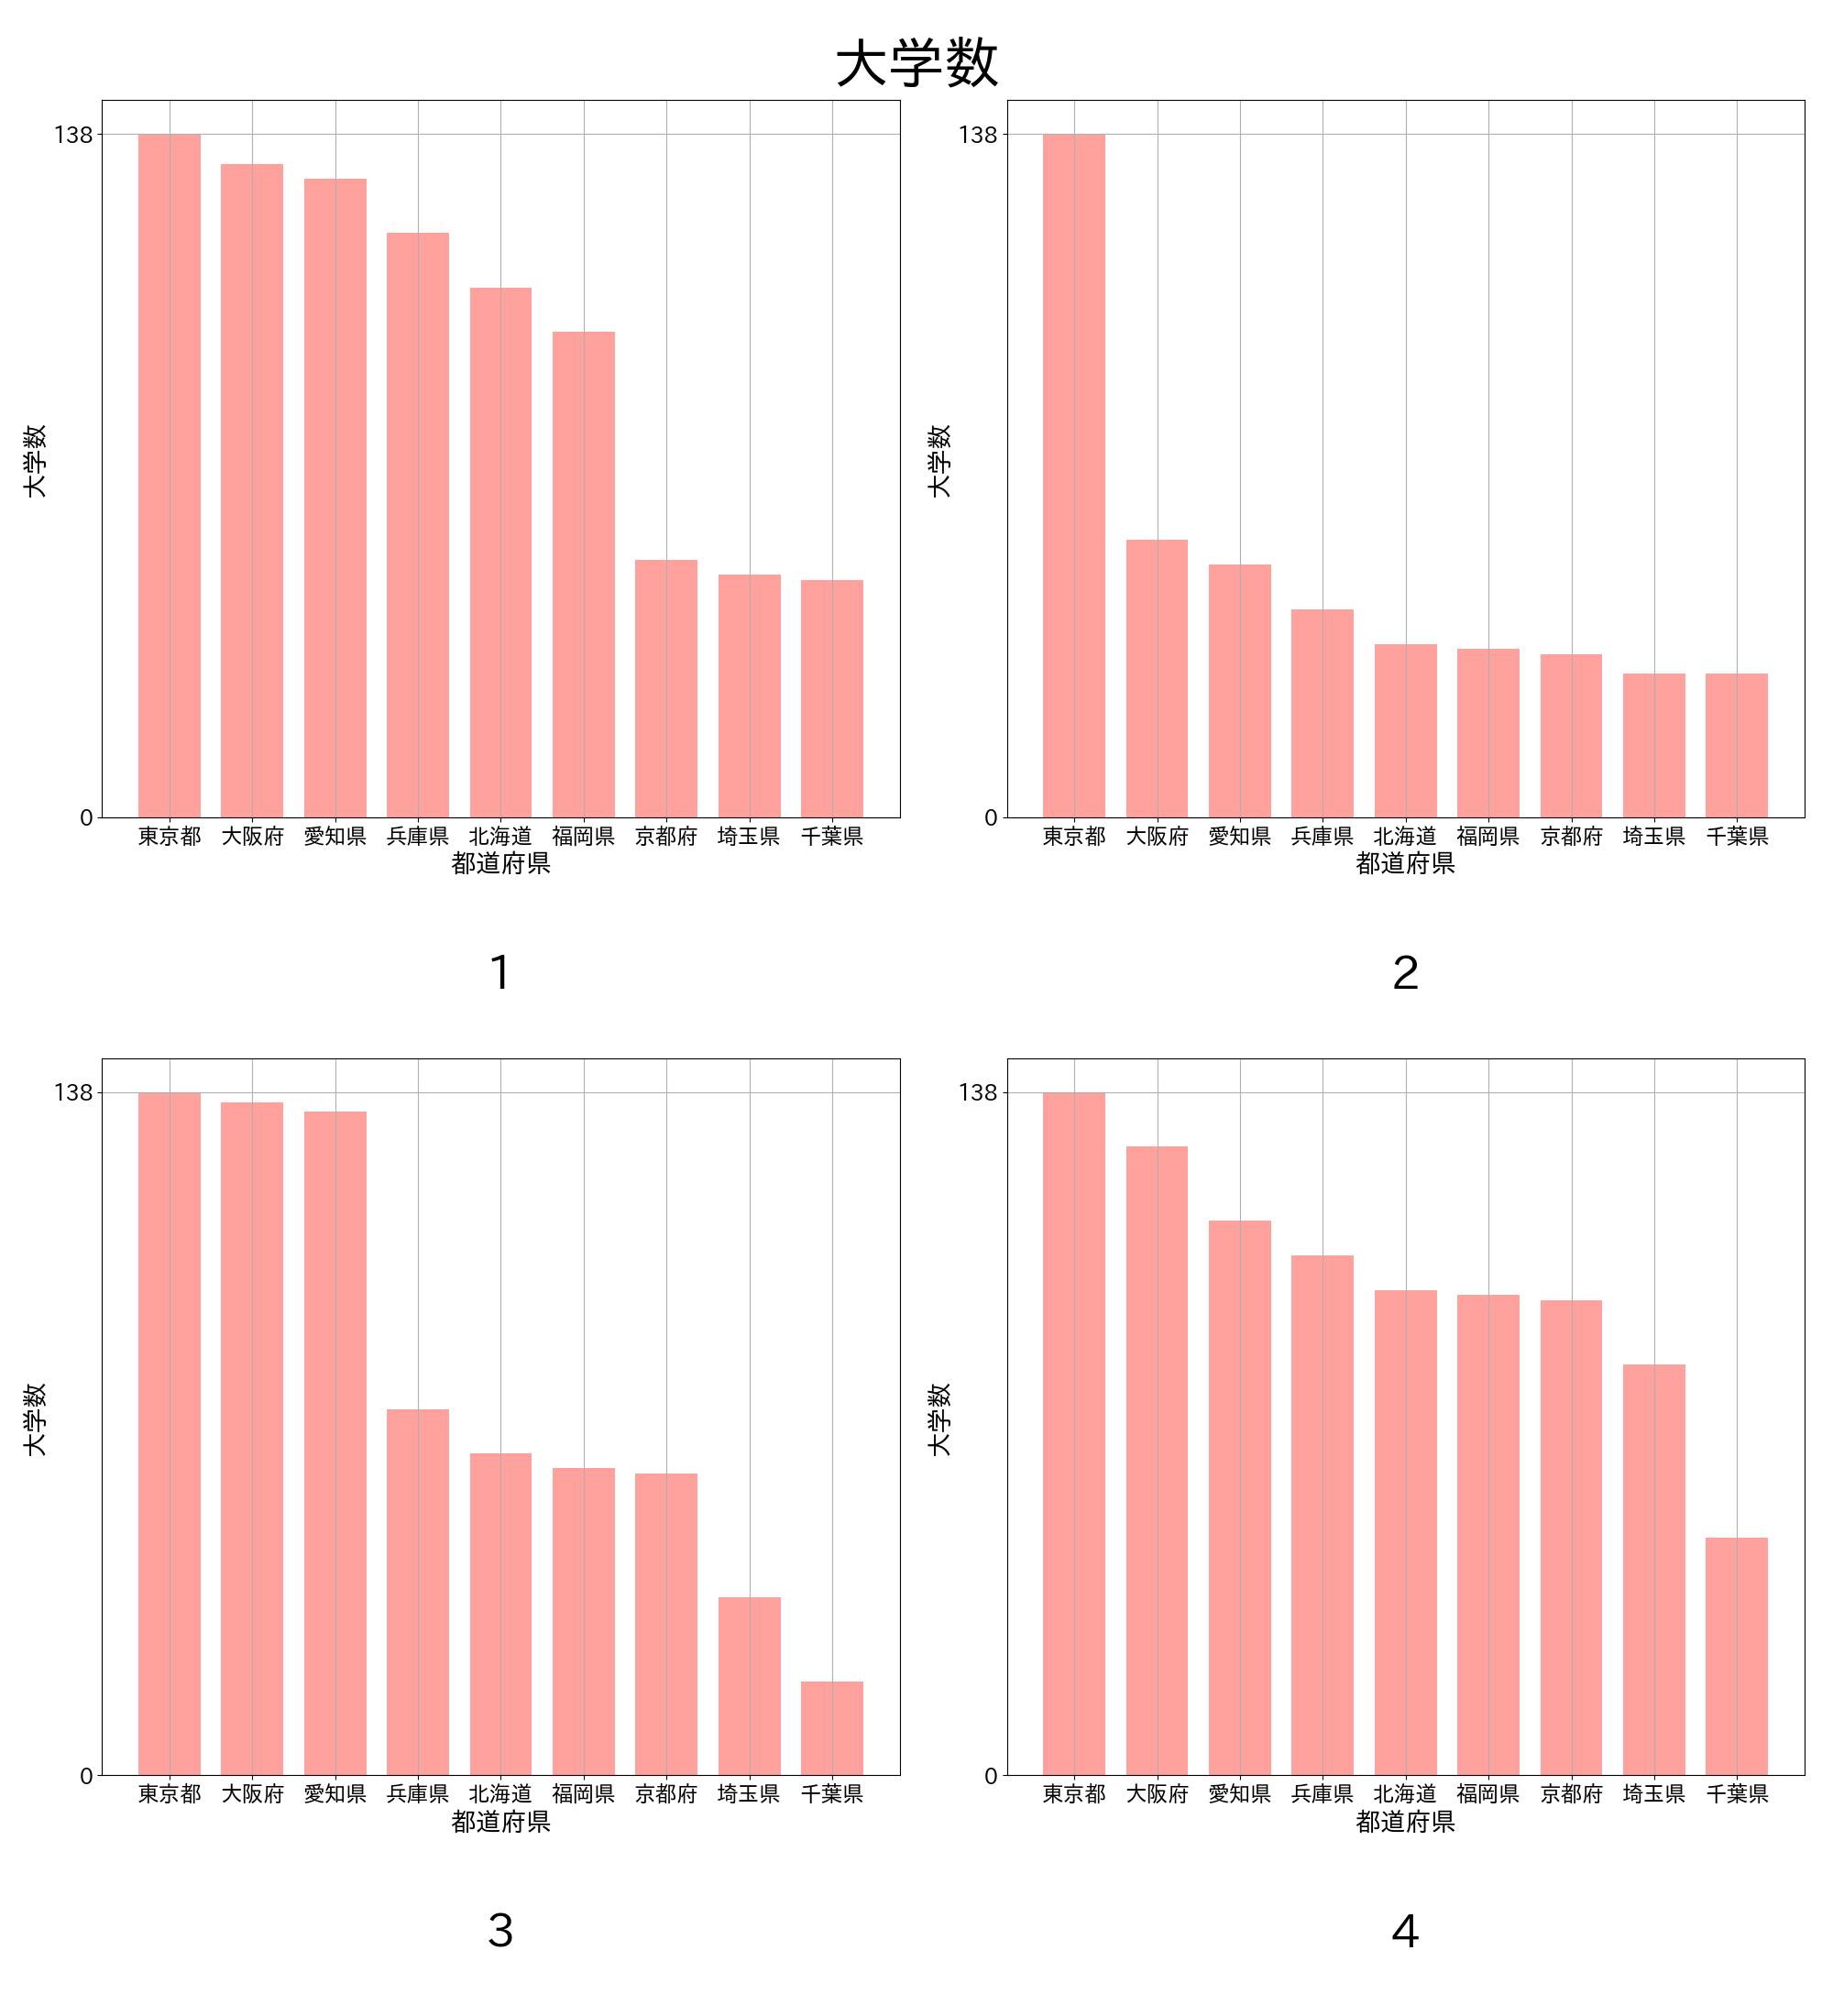 大学数
138
0
大学数
東京都 大阪府 愛知県 兵庫県 北海道 福岡県 京都府 埼玉県 千葉県
都道府県
1
138
0
大学数
東京都 大阪府 愛知県 兵庫県 北海道 福岡県 京都府 埼玉県 千葉県
都道府県
2
138
0
大学数
東京都 大阪府 愛知県 兵庫県 北海道 福岡県 京都府 埼玉県 千葉県
都道府県
3
138
0
大学数
東京都 大阪府 愛知県 兵庫県 北海道 福岡県 京都府 埼玉県 千葉県
都道府県
4